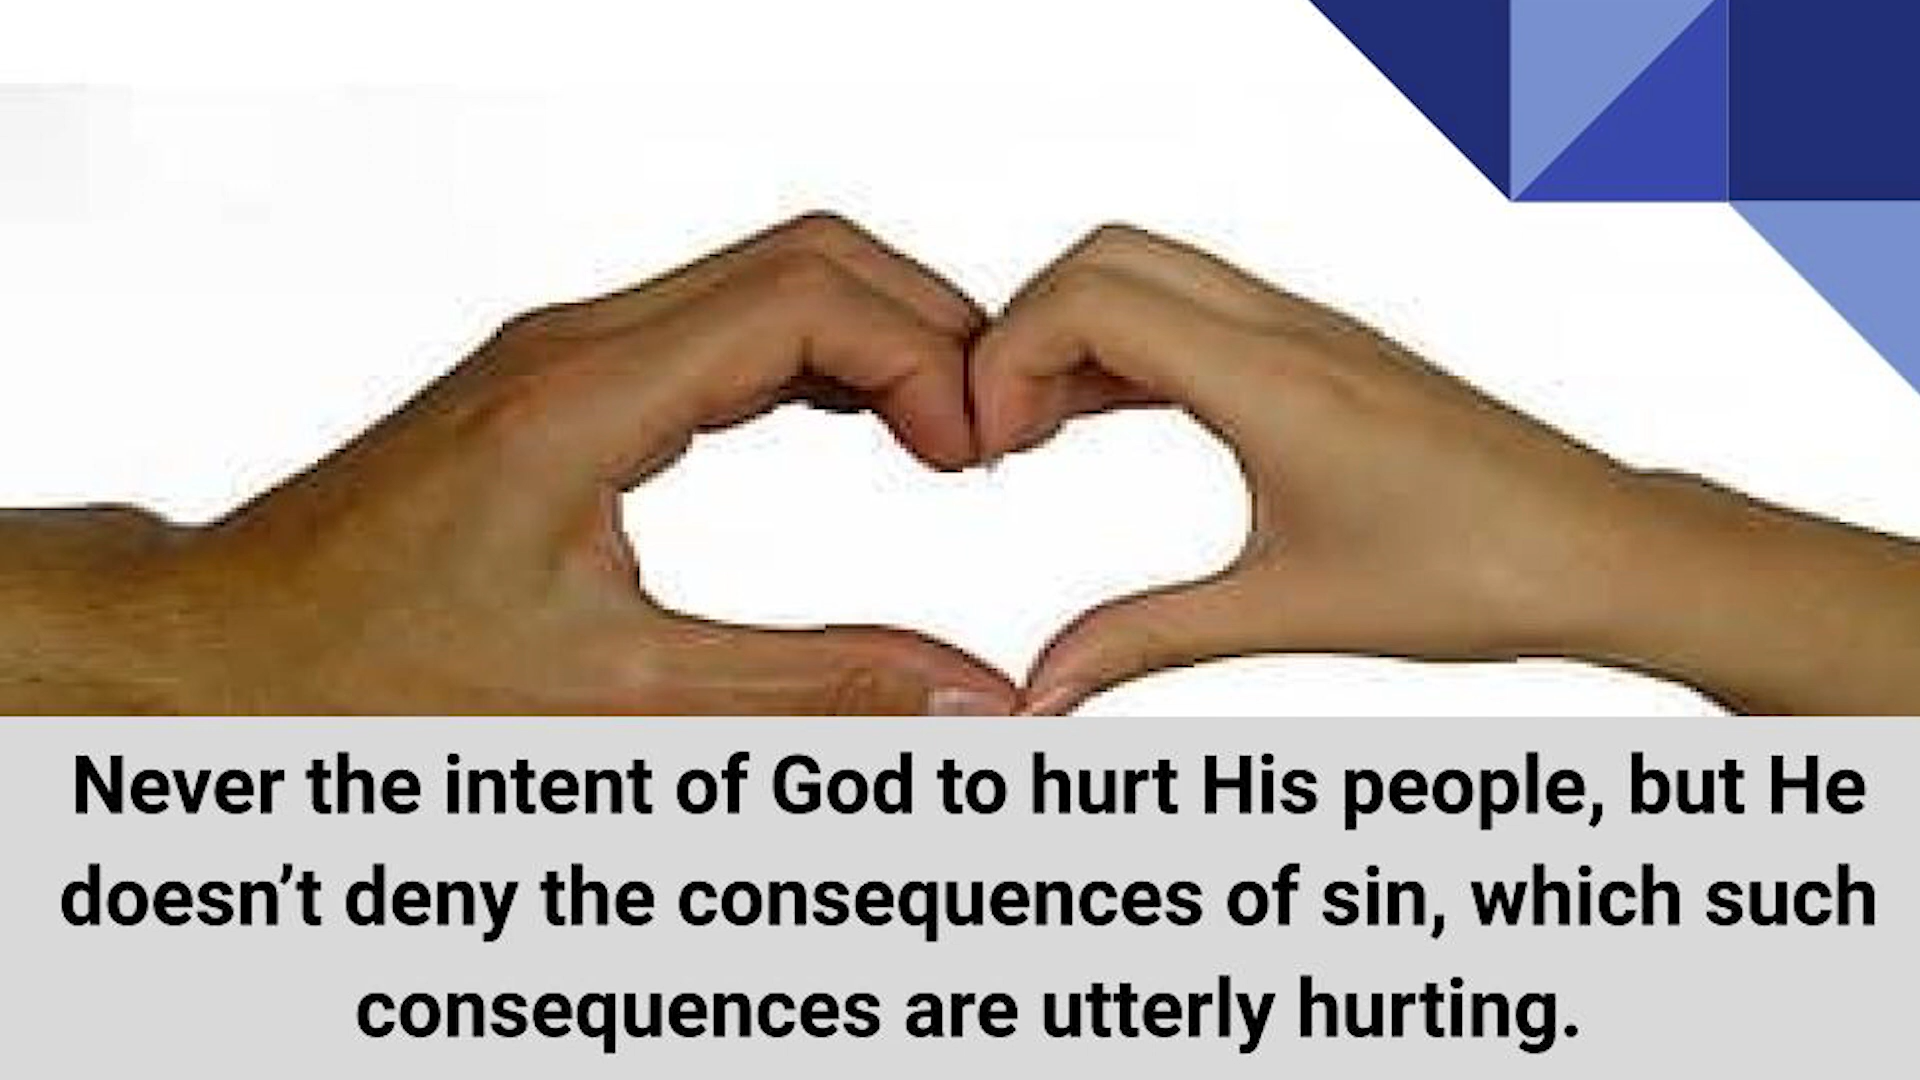 Never the intent of God to hurt His people, but He
doesn’t deny the consequences of sin, which such
consequences are utterly hurting.